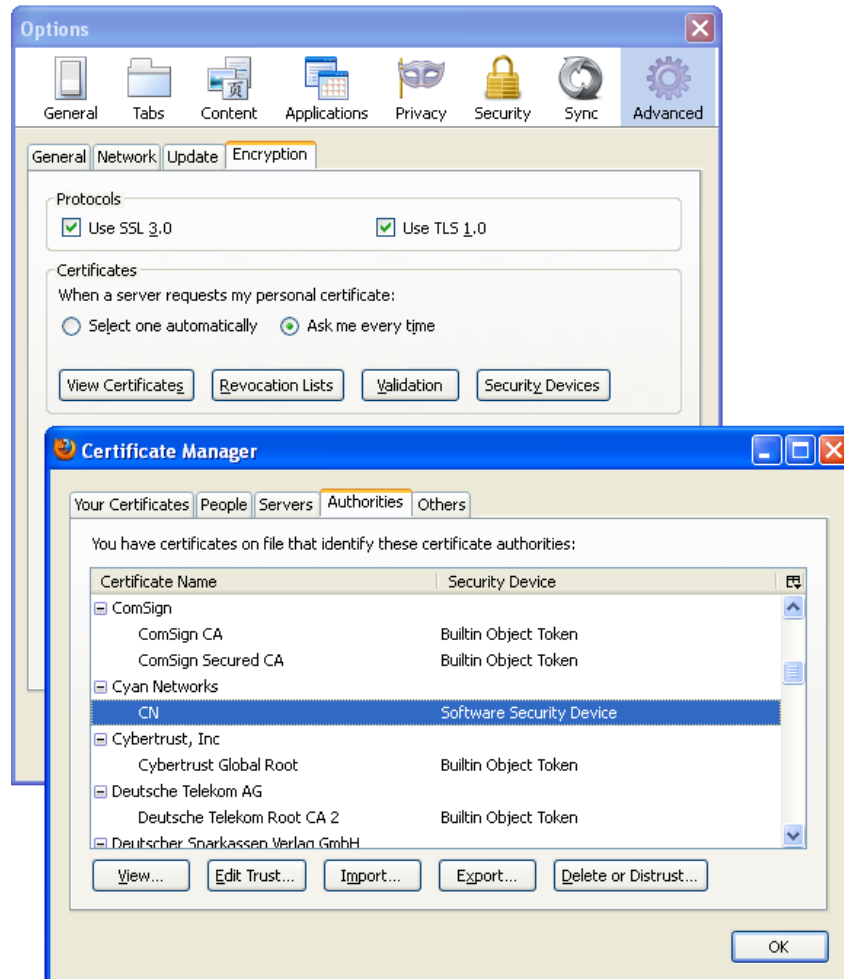 Options
General Tabs Content Applications Privacy Security Sync Advanced
General Network Update Encryption
Protocols
Use SSL 3.0 Use TLS 1.0
Certificates
When a server requests my personal certificate:
Select one automatically Ask me every time
View Certificates Revocation Lists Validation Security Devices
Certificate Manager
Your Certificates People Servers Authorities Others
You have certificates on file that identify these certificate authorities:
Certificate Name Security Device
ComSign
ComSign CA Builtin Object Token
ComSign Secured CA Builtin Object Token
Cyan Networks
CN Software Security Device
Cybertrust, Inc
Cybertrust Global Root Builtin Object Token
Deutsche Telekom AG
Deutsche Telekom Root CA 2 Builtin Object Token
Deutscher Sparkassen Verlag GmbH
View... Edit Trust... Import... Export... Delete or Distrust...
OK